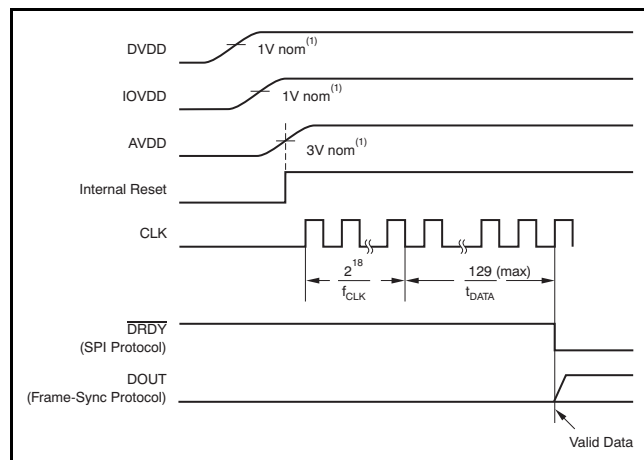 DVDD
1V nom(1)
IOVDD
1V nom(1)
AVDD
3V nom(1)
Internal Reset
CLK
2^18
f_CLK
129 (max)
t_DATA
DRDY
(SPI Protocol)
DOUT
(Frame-Sync Protocol)
Valid Data